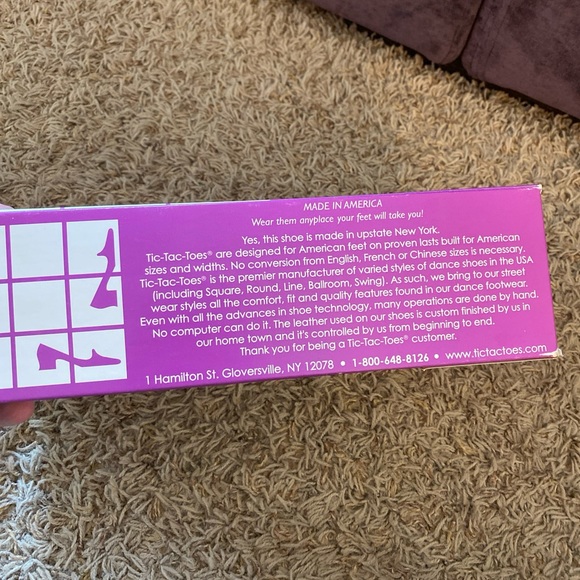 MADE IN AMERICA
Wear them anyplace your feet will take you!
Yes, this shoe is made in upstate New York.
Tic-Tac-Toes® are designed for American feet on proven lasts built for American
sizes and widths. No conversion from English, French or Chinese sizes is necessary.
Tic-Tac-Toes® is the premier manufacturer of varied styles of dance shoes in the USA
(including Square, Round, Line, Ballroom, Swing). As such, we bring to our street
wear styles all the comfort, fit and quality features found in our dance footwear.
Even with all the advances in shoe technology, many operations are done by hand.
No computer can do it. The leather used on our shoes is custom finished by us in
our home town and it's controlled by us from beginning to end.
Thank you for being a Tic-Tac-Toes® customer.
1 Hamilton St. Gloversville, NY 12078 • 1-800-648-8126 • www.tictactoes.com